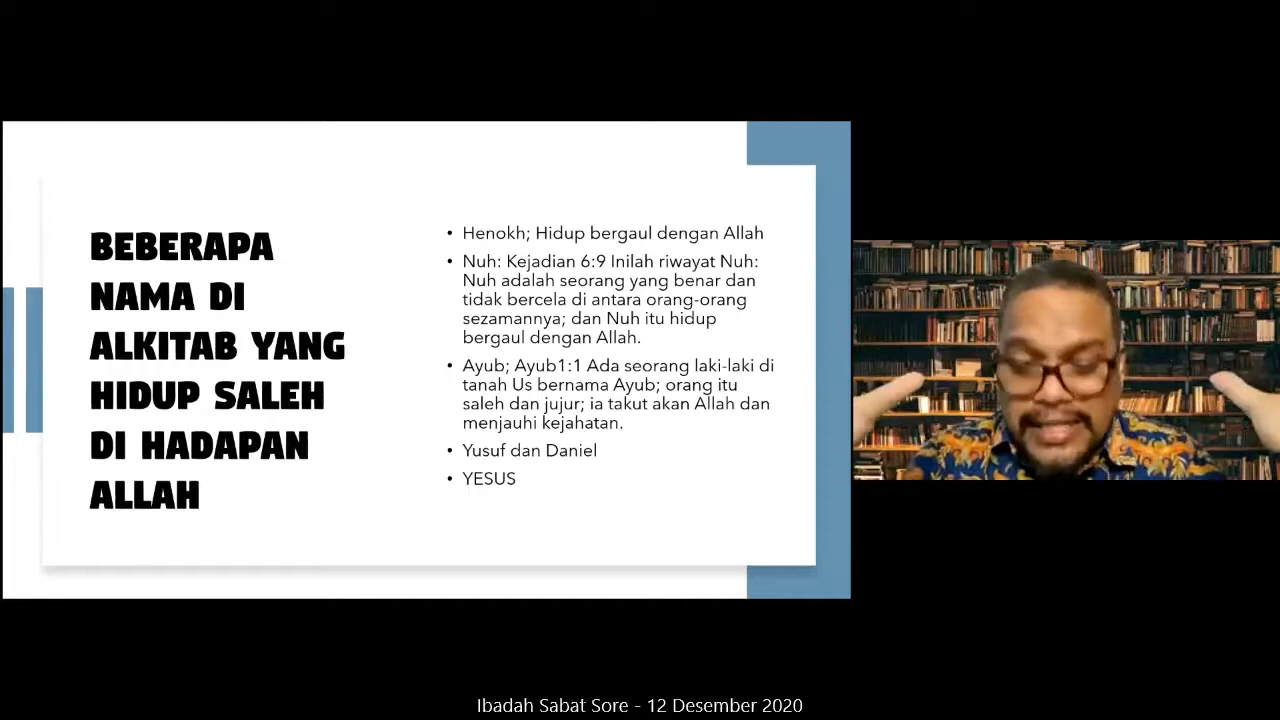 BEBERAPA
NAMA DI
ALKITAB YANG
HIDUP SALEH
DI HADAPAN
ALLAH
• Henokh; Hidup bergaul dengan Allah
• Nuh: Kejadian 6:9 Inilah riwayat Nuh:
Nuh adalah seorang yang benar dan
tidak bercela di antara orang-orang
sezamannya; dan Nuh itu hidup
bergaul dengan Allah.
• Ayub; Ayub1:1 Ada seorang laki-laki di
tanah Us bernama Ayub; orang itu
saleh dan jujur; ia takut akan Allah dan
menjauhi kejahatan.
• Yusuf dan Daniel
• YESUS
Ibadah Sabat Sore - 12 Desember 2020